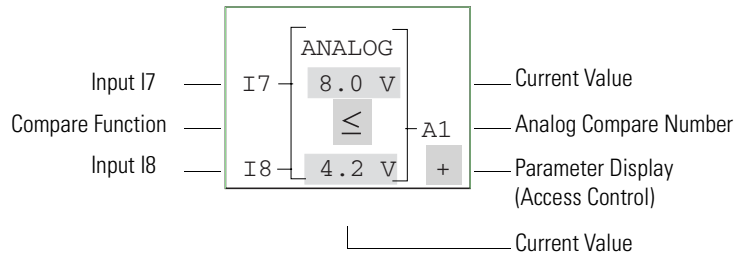 ANALOG
Input I7
I7
8.0 V
Current Value
Compare Function
≤
A1
Analog Compare Number
Input I8
I8
4.2 V
+
Parameter Display
(Access Control)
Current Value